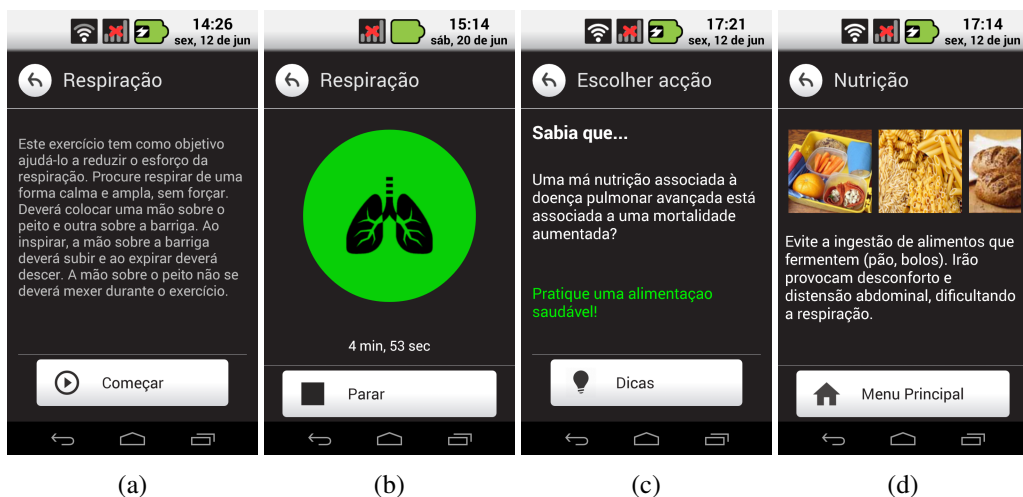 14:26
sex, 12 de jun
Respiração
Este exercício tem como objetivo
ajudá-lo a reduzir o esforço da
respiração. Procure respirar de uma
forma calma e ampla, sem forçar.
Deverá colocar uma mão sobre o
peito e outra sobre a barriga. Ao
inspirar, a mão sobre a barriga
deverá subir e ao expirar deverá
descer. A mão sobre o peito não se
deverá mexer durante o exercício.
Começar
(a)
15:14
sáb, 20 de jun
Respiração
4 min, 53 sec
Parar
(b)
17:21
sex, 12 de jun
Escolher acção
Sabia que...
Uma má nutrição associada à
doença pulmonar avançada está
associada a uma mortalidade
aumentada?
Pratique uma alimentaçao
saudável!
Dicas
(c)
17:14
sex, 12 de jun
Nutrição
Evite a ingestão de alimentos que
fermentem (pão, bolos). Irão
provocam desconforto e
distensão abdominal, dificultando
a respiração.
Menu Principal
(d)